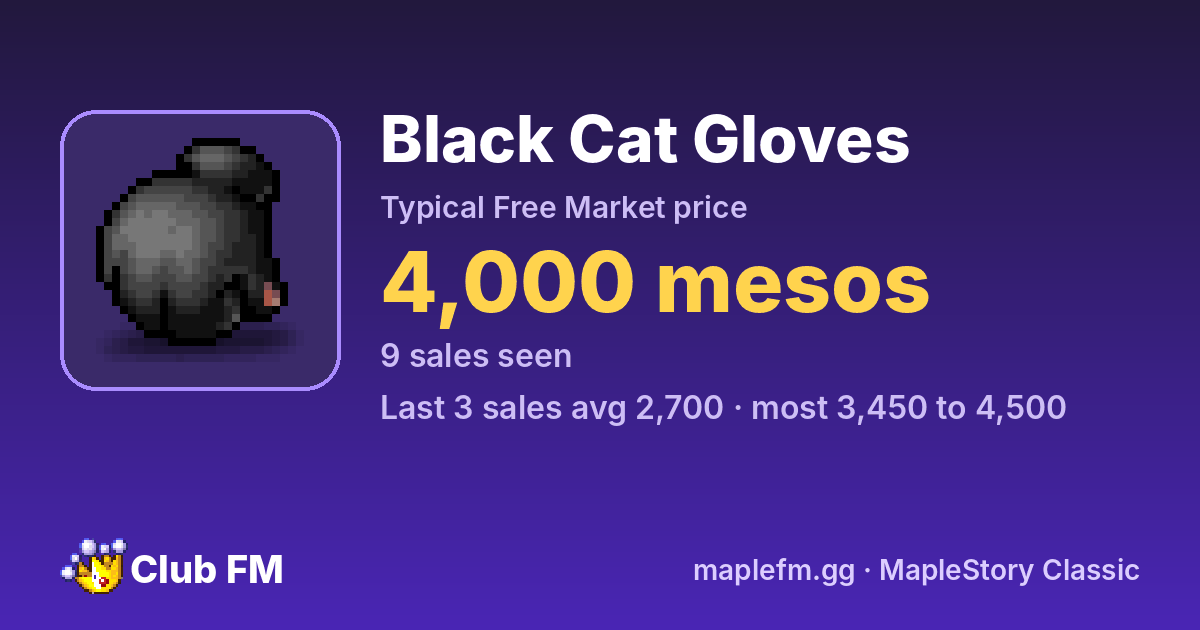 Black Cat Gloves
Typical Free Market price
4,000 mesos
9 sales seen
Last 3 sales avg 2,700 · most 3,450 to 4,500
Club FM
maplefm.gg · MapleStory Classic